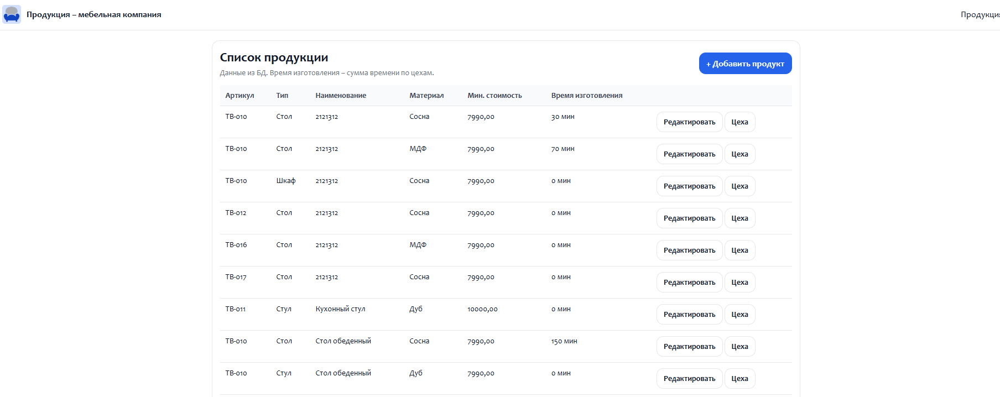 Продукция – мебельная компания
Продукция
Список продукции
+ Добавить продукт
Данные из БД. Время изготовления – сумма времени по цехам.
Артикул Тип Наименование Материал Мин. стоимость Время изготовления
ТВ-010 Стол 2121312 Сосна 7990,00 30 мин Редактировать Цеха
ТВ-010 Стол 2121312 МДФ 7990,00 70 мин Редактировать Цеха
ТВ-010 Шкаф 2121312 Сосна 7990,00 0 мин Редактировать Цеха
ТВ-012 Стол 2121312 Сосна 7990,00 0 мин Редактировать Цеха
ТВ-016 Стол 2121312 МДФ 7990,00 0 мин Редактировать Цеха
ТВ-017 Стол 2121312 Сосна 7990,00 0 мин Редактировать Цеха
ТВ-011 Стул Кухонный стул Дуб 10000,00 0 мин Редактировать Цеха
ТВ-010 Стол Стол обеденный Сосна 7990,00 150 мин Редактировать Цеха
ТВ-010 Стул Стол обеденный Дуб 7990,00 0 мин Редактировать Цеха